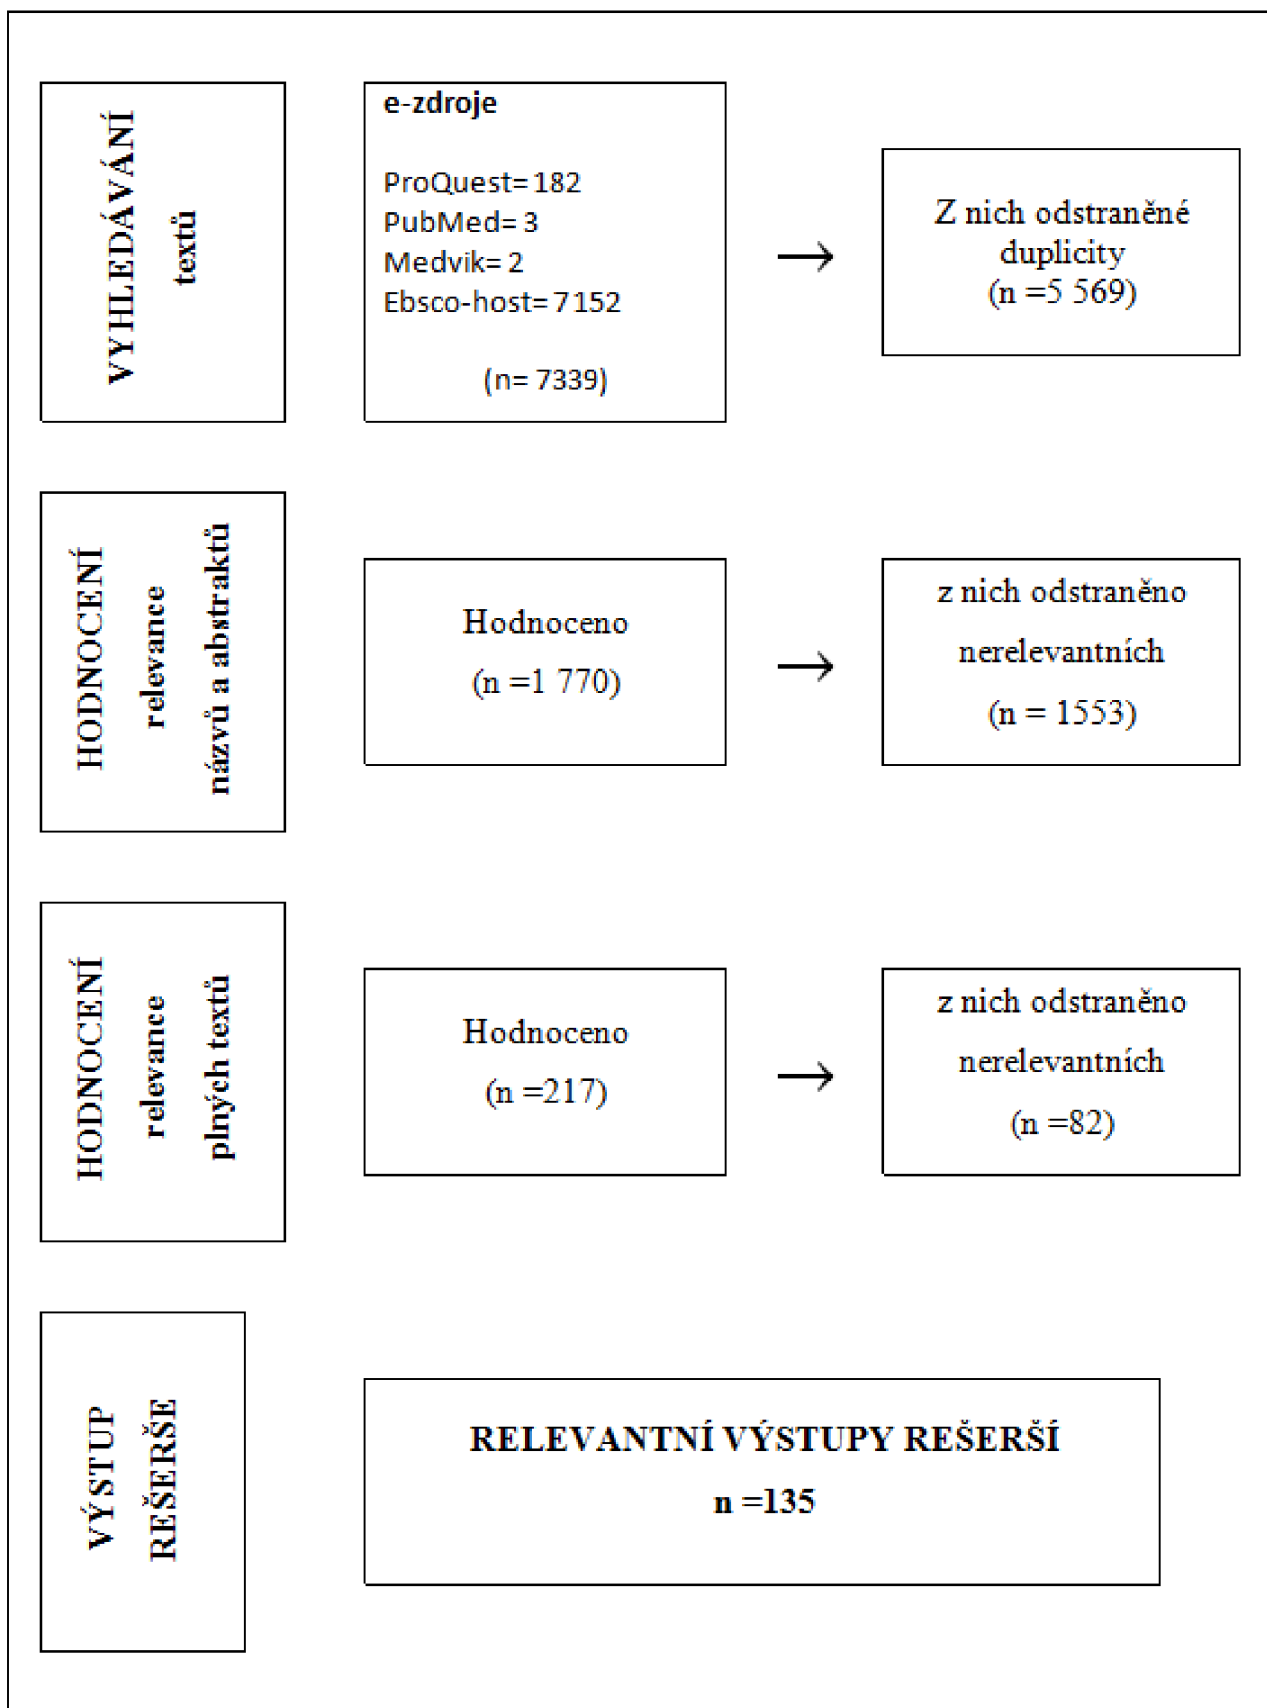 VYHLEDÁVÁNÍ
textů
e-zdroje
ProQuest= 182
PubMed= 3
Medvik= 2
Ebsco-host= 7152
(n= 7339)
Z nich odstraněné
duplicity
(n =5 569)
HODNOCENÍ
relevance
názvů a abstraktů
Hodnoceno
(n =1 770)
z nich odstraněno
nerelevantních
(n = 1553)
HODNOCENÍ
relevance
plných textů
Hodnoceno
(n =217)
z nich odstraněno
nerelevantních
(n =82)
VÝSTUP
REŠERŠE
RELEVANTNÍ VÝSTUPY REŠERŠÍ
n =135